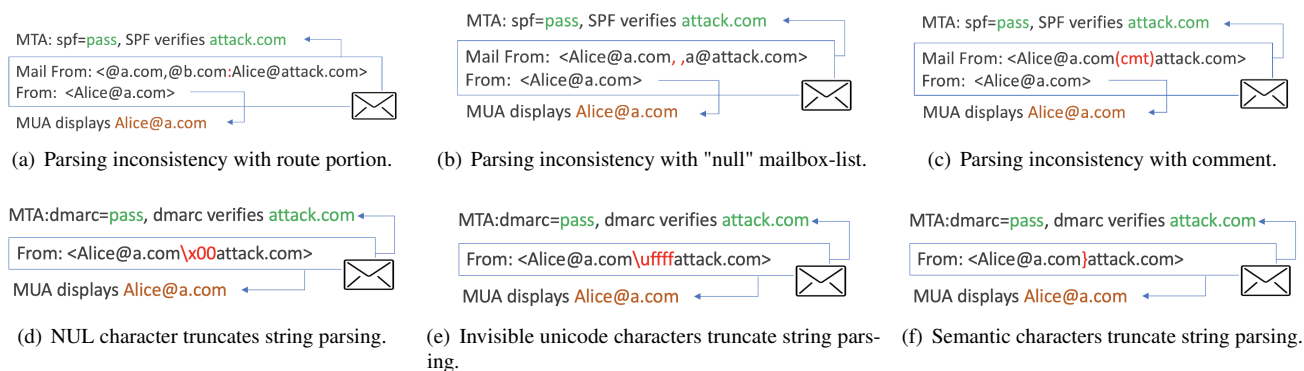 MTA: spf=pass, SPF verifies attack.com
Mail From: <@a.com,@b.com:Alice@attack.com>
From: <Alice@a.com>
MUA displays Alice@a.com
(a) Parsing inconsistency with route portion.
MTA: spf=pass, SPF verifies attack.com
Mail From: <Alice@a.com, ,a@attack.com>
From: <Alice@a.com>
MUA displays Alice@a.com
(b) Parsing inconsistency with "null" mailbox-list.
MTA: spf=pass, SPF verifies attack.com
Mail From: <Alice@a.com(cmt)attack.com>
From: <Alice@a.com>
MUA displays Alice@a.com
(c) Parsing inconsistency with comment.
MTA:dmarc=pass, dmarc verifies attack.com
From: <Alice@a.com\x00attack.com>
MUA displays Alice@a.com
(d) NUL character truncates string parsing.
MTA:dmarc=pass, dmarc verifies attack.com
From: <Alice@a.com\uffffattack.com>
MUA displays Alice@a.com
(e) Invisible unicode characters truncate string pars-
ing.
MTA:dmarc=pass, dmarc verifies attack.com
From: <Alice@a.com}attack.com>
MUA displays Alice@a.com
(f) Semantic characters truncate string parsing.